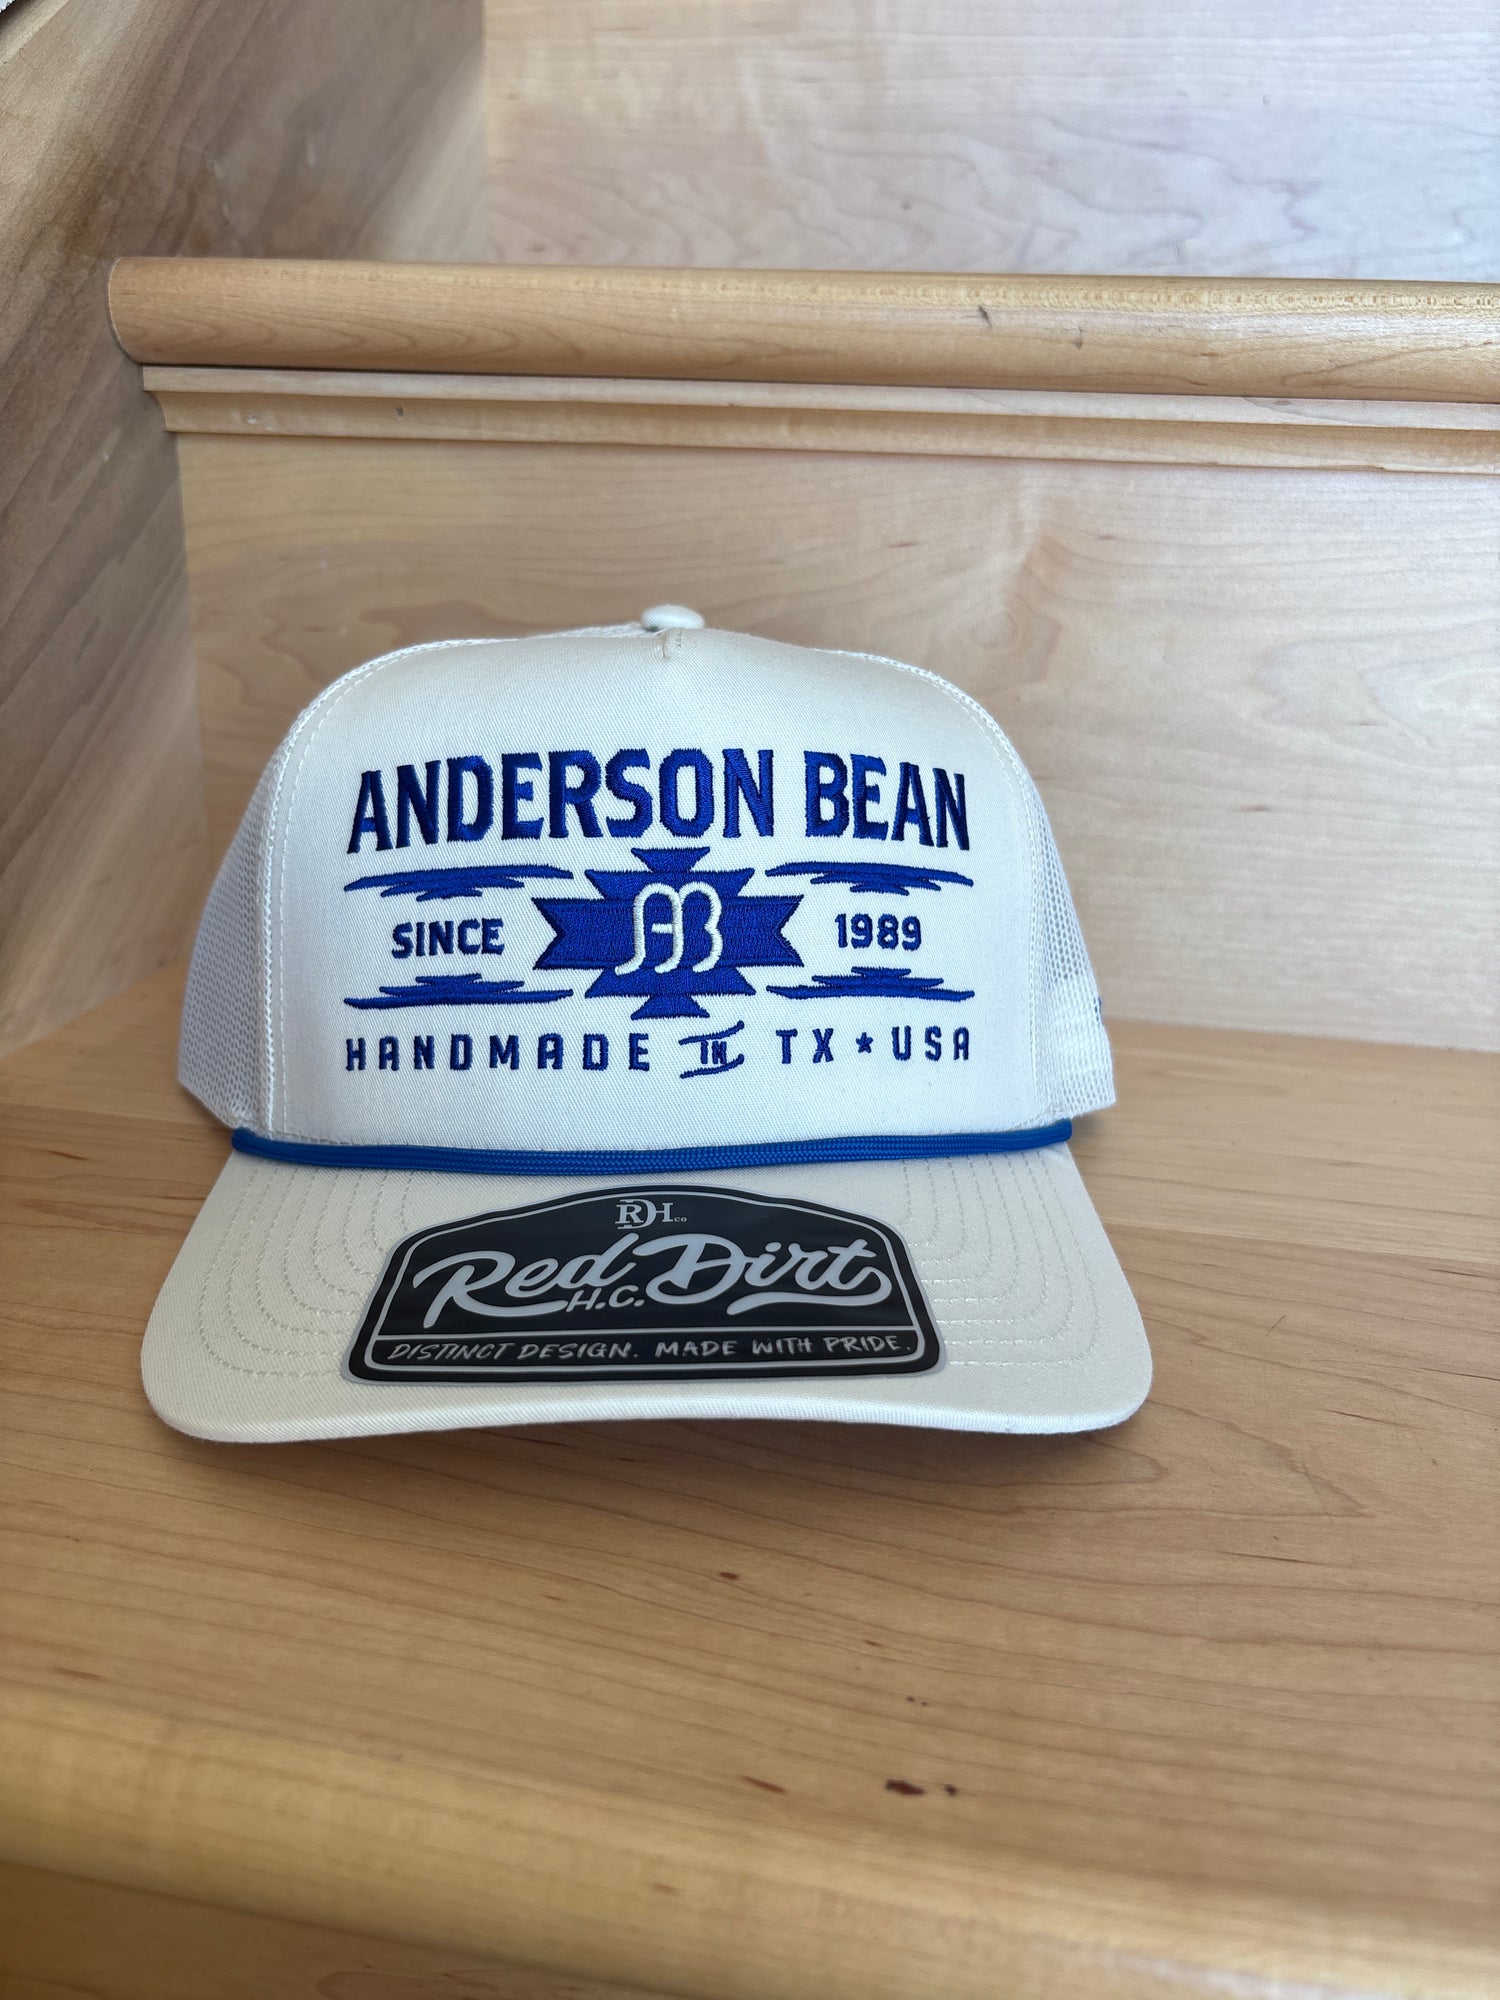 ANDERSON BEAN
SINCE AB 1989
HANDMADE IN TX ★ USA
RDH co
Red Dirt
H.C.
DISTINCT DESIGN. MADE WITH PRIDE.